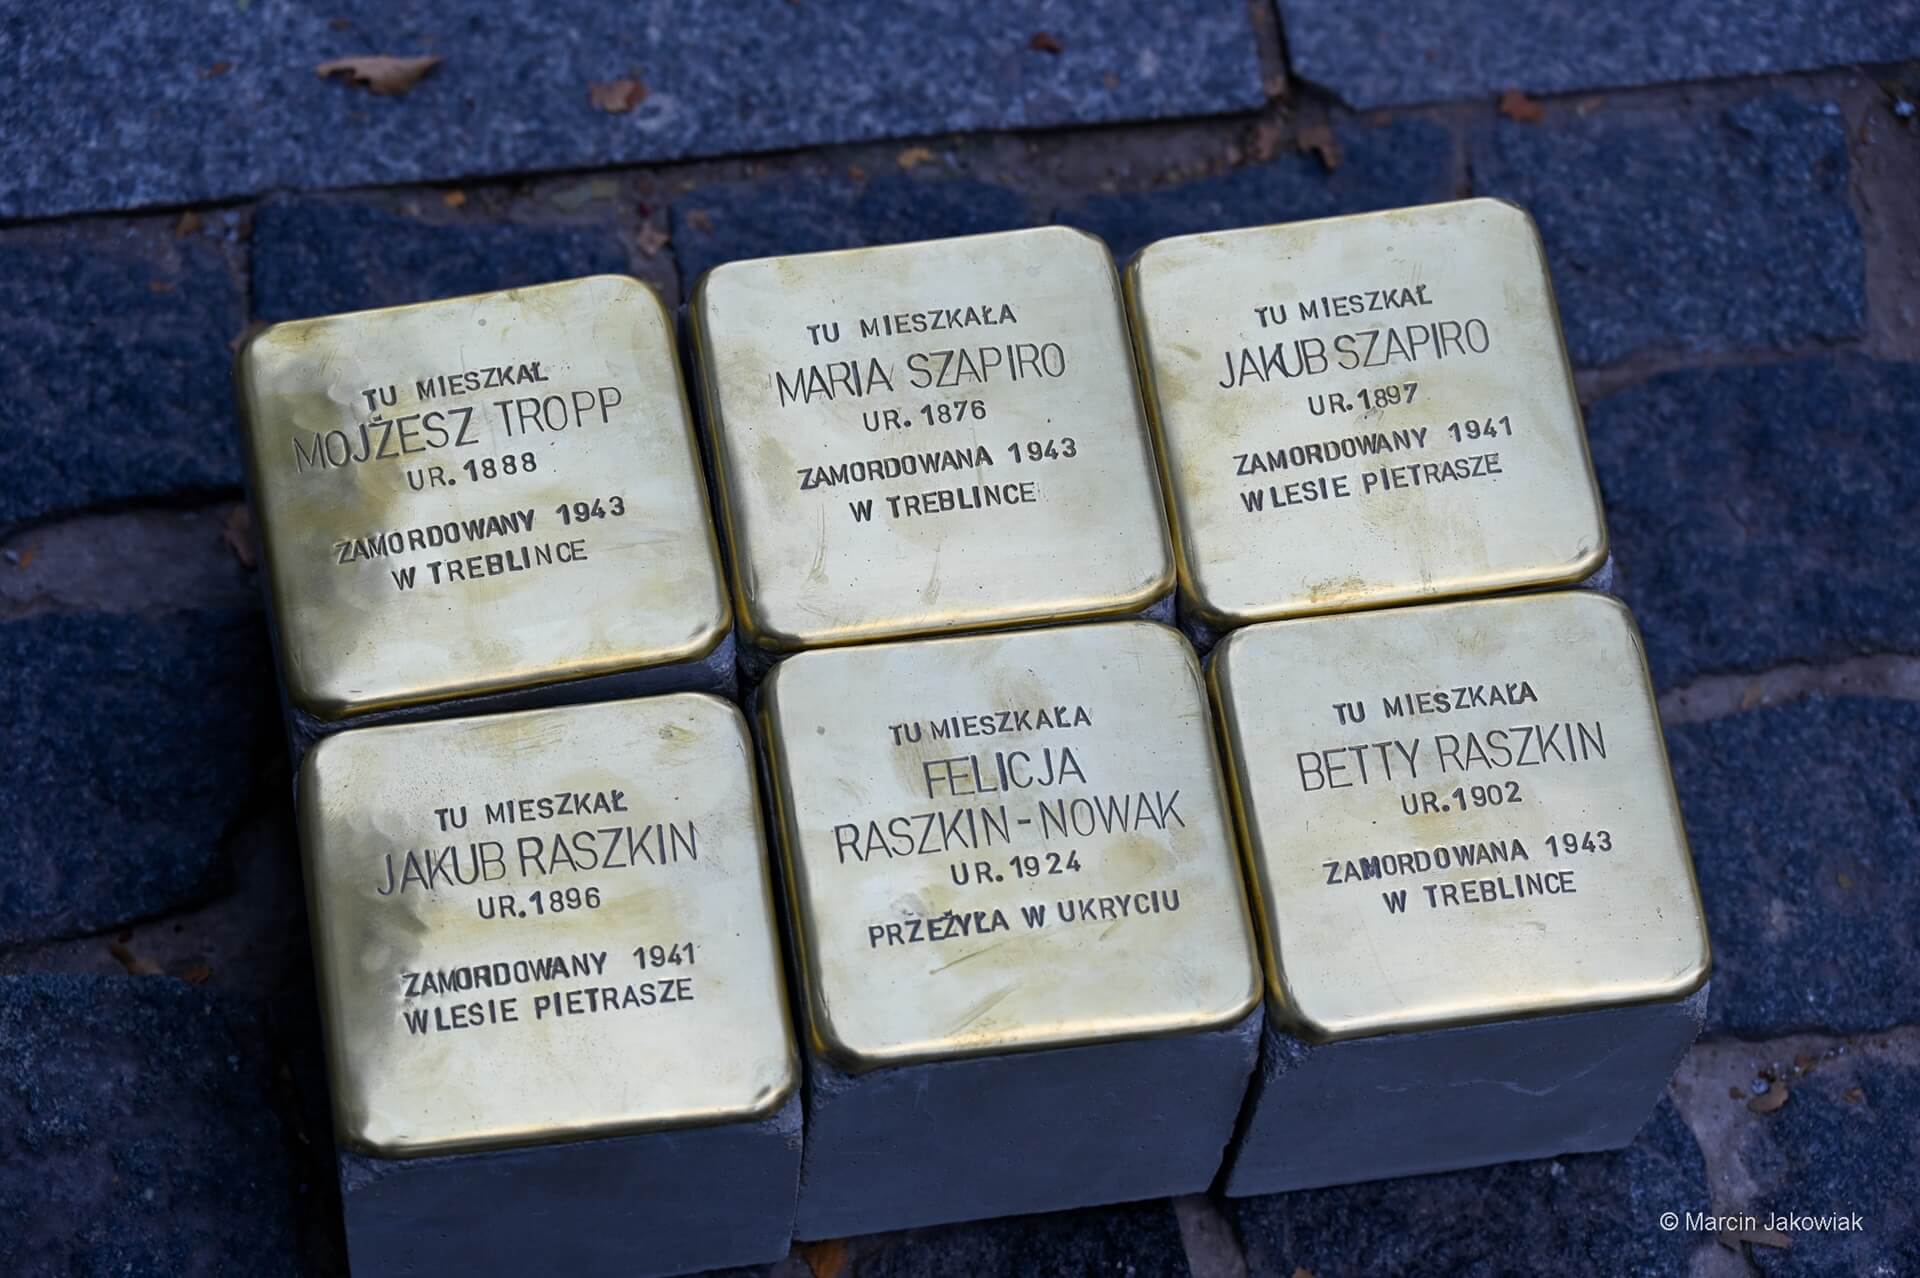 TU MIESZKAŁ
MOJŻESZ TROPP
UR. 1888
ZAMORDOWANY 1943
W TREBLINCE
TU MIESZKAŁA
MARIA SZAPIRO
UR. 1876
ZAMORDOWANA 1943
W TREBLINCE
TU MIESZKAŁ
JAKUB SZAPIRO
UR. 1897
ZAMORDOWANY 1941
W LESIE PIETRASZE
TU MIESZKAŁ
JAKUB RASZKIN
UR. 1896
ZAMORDOWANY 1941
W LESIE PIETRASZE
TU MIESZKAŁA
FELICJA
RASZKIN-NOWAK
UR. 1924
PRZEŻYŁA W UKRYCIU
TU MIESZKAŁA
BETTY RASZKIN
UR. 1902
ZAMORDOWANA 1943
W TREBLINCE
© Marcin Jakowiak